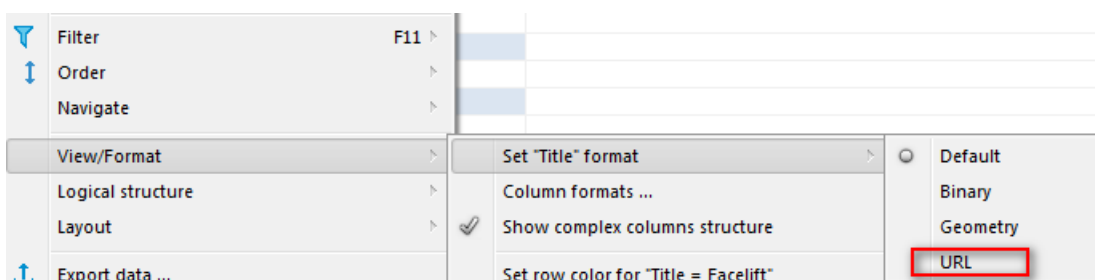 Filter F11
Order
Navigate
View/Format
Logical structure
Layout
Export data ...
Set "Title" format
Column formats ...
Show complex columns structure
Set row color for "Title = Facelift"
Default
Binary
Geometry
URL